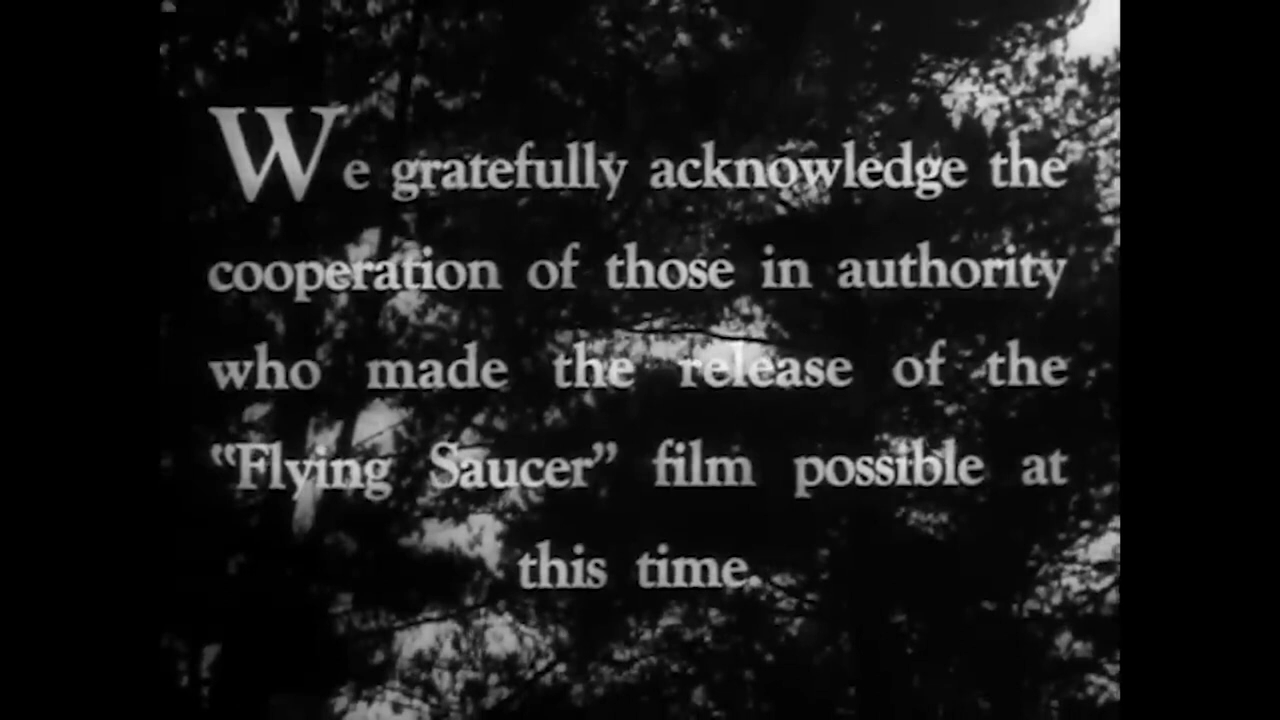 We gratefully acknowledge the
cooperation of those in authority
who made the release of the
“Flying Saucer” film possible at
this time.